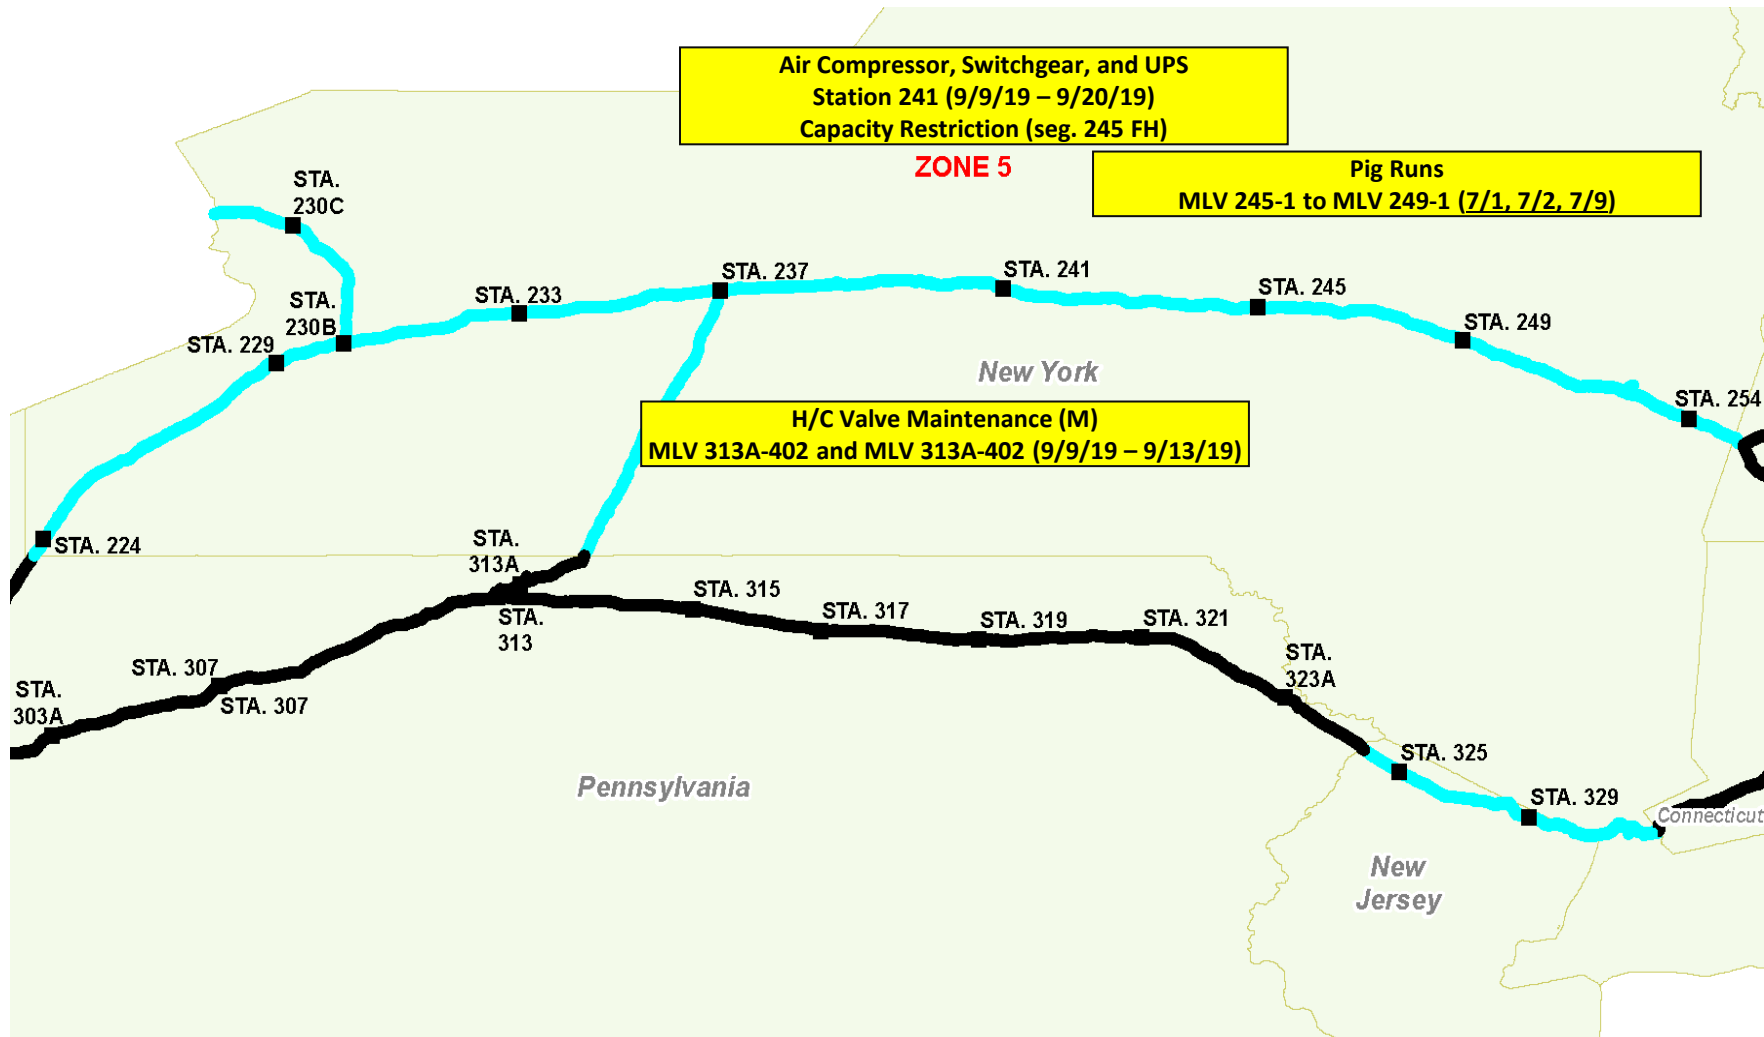 Air Compressor, Switchgear, and UPS
Station 241 (9/9/19 – 9/20/19)
Capacity Restriction (seg. 245 FH)
ZONE 5
Pig Runs
MLV 245-1 to MLV 249-1 (7/1, 7/2, 7/9)
STA.
230C
STA. 237
STA. 241
STA. 233
STA. 245
STA.
230B
STA. 229
STA. 249
New York
STA. 254
H/C Valve Maintenance (M)
MLV 313A-402 and MLV 313A-402 (9/9/19 – 9/13/19)
STA. 224
STA.
313A
STA. 315
STA.
313
STA. 317
STA. 319
STA. 321
STA. 307
STA. 307
STA.
323A
STA.
303A
STA. 325
Pennsylvania
STA. 329
Connecticut
New
Jersey